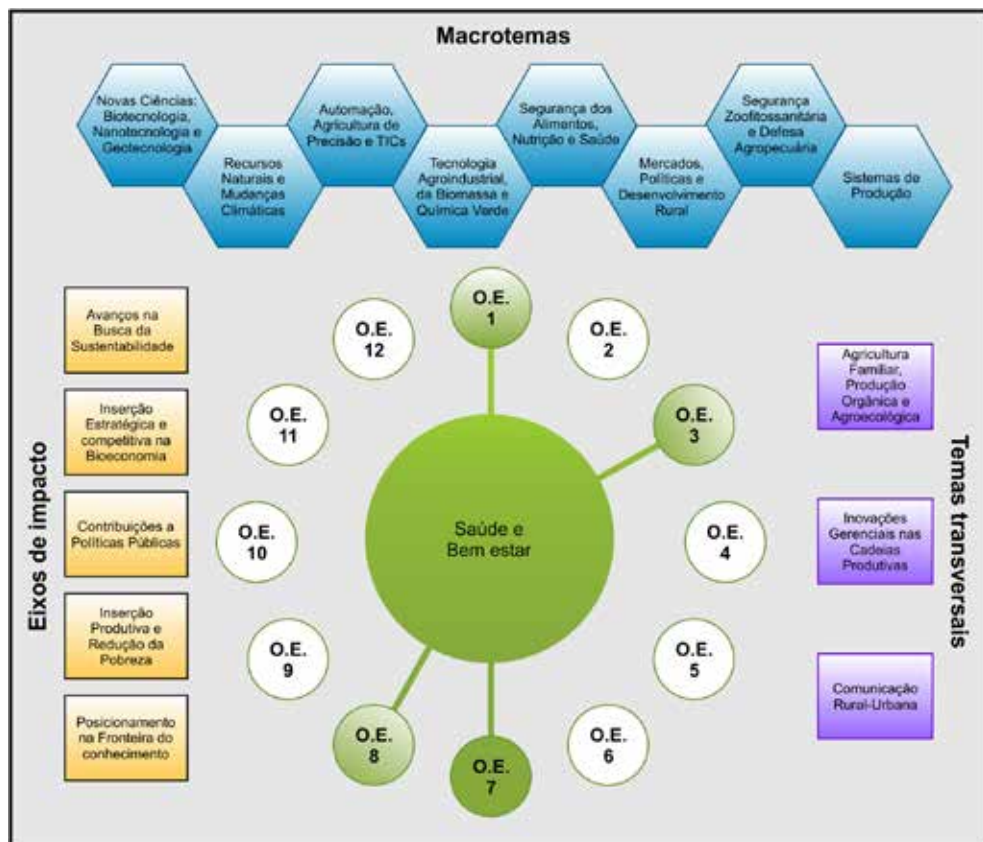 Macrotemas
Novas Ciências:
Biotecnologia,
Nanotecnologia e
Geotecnologia
Recursos
Naturais e
Mudanças
Climáticas
Automação,
Agricultura de
Precisão e TICs
Tecnologia
Agroindustrial,
da Biomassa e
Química Verde
Segurança dos
Alimentos,
Nutrição e Saúde
Mercados,
Políticas e
Desenvolvimento
Rural
Segurança
Zoofitossanitária
e Defesa
Agropecuária
Sistemas de
Produção
Eixos de impacto
Avanços na
Busca da
Sustentabilidade
Inserção
Estratégica e
competitiva na
Bioeconomia
Contribuições a
Políticas Públicas
Inserção
Produtiva e
Redução da
Pobreza
Posicionamento
na Fronteira do
conhecimento
O.E.
1
O.E.
2
O.E.
3
O.E.
4
O.E.
5
O.E.
6
O.E.
7
O.E.
8
O.E.
9
O.E.
10
O.E.
11
O.E.
12
Saúde e
Bem estar
Agricultura
Familiar,
Produção
Orgânica e
Agroecológica
Inovações
Gerenciais nas
Cadeias
Produtivas
Comunicação
Rural-Urbana
Temas transversais